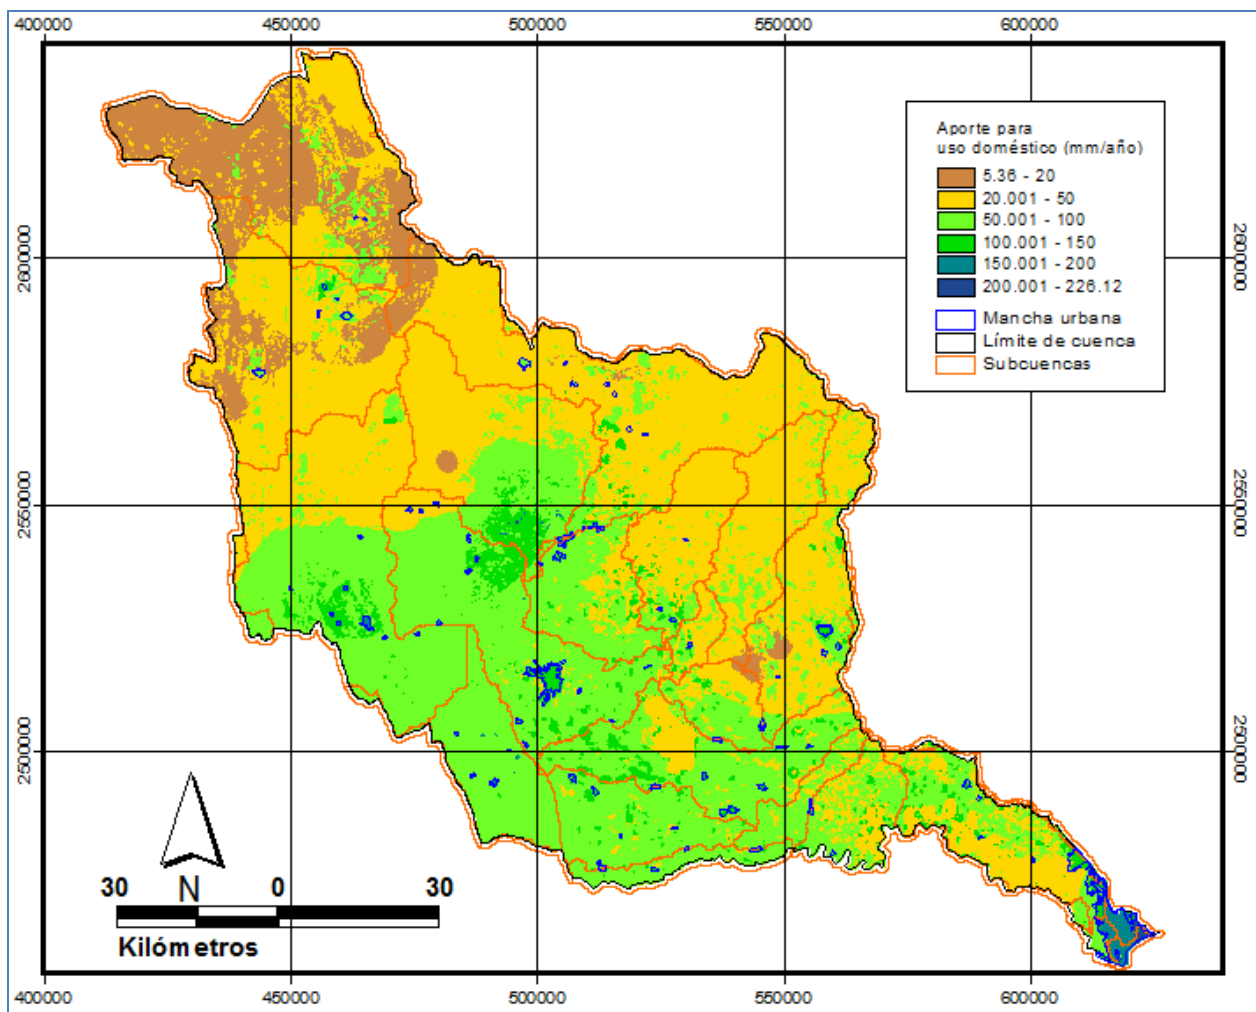 400000 450000 500000 550000 600000
Aporte para
uso doméstico (mm/año)
5.36 - 20
20.001 - 50
50.001 - 100
100.001 - 150
150.001 - 200
200.001 - 226.12
Mancha urbana
Límite de cuenca
Subcuencas
2600000 2600000
2550000 2550000
2500000 2500000
N
30 0 30
Kilómetros
400000 450000 500000 550000 600000